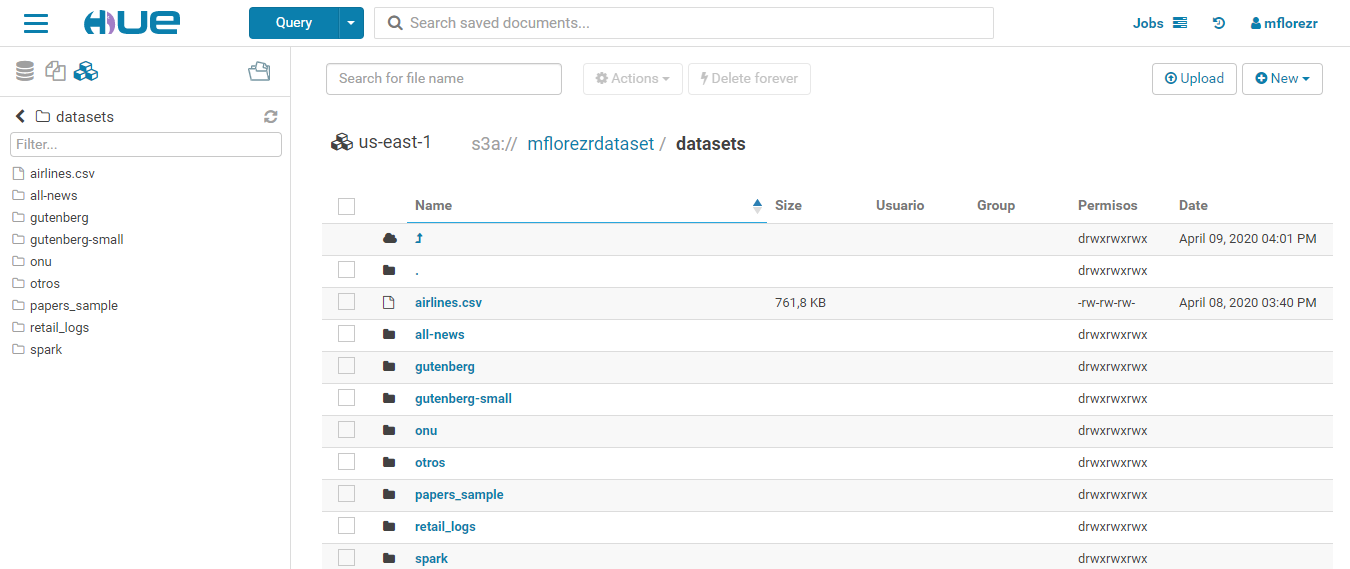 HUE Query Search saved documents... Jobs mflorezr
datasets
Filter...
airlines.csv
all-news
gutenberg
gutenberg-small
onu
otros
papers_sample
retail_logs
spark
Search for file name Actions Delete forever Upload New
us-east-1 s3a:// mflorezrdataset / datasets
Name Size Usuario Group Permisos Date
drwxrwxrwx April 09, 2020 04:01 PM
. drwxrwxrwx
airlines.csv 761,8 KB -rw-rw-rw- April 08, 2020 03:40 PM
all-news drwxrwxrwx
gutenberg drwxrwxrwx
gutenberg-small drwxrwxrwx
onu drwxrwxrwx
otros drwxrwxrwx
papers_sample drwxrwxrwx
retail_logs drwxrwxrwx
spark drwxrwxrwx